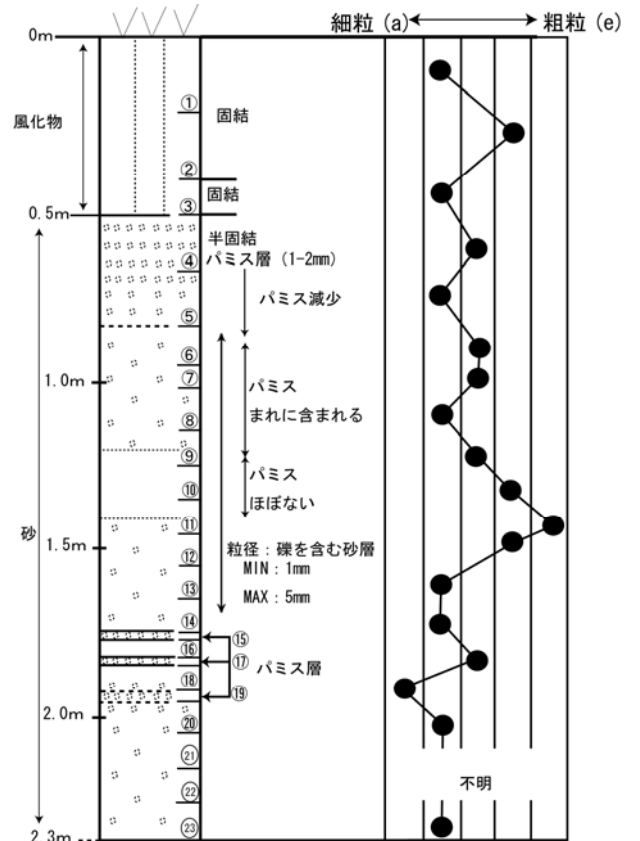 細粒 (a)
粗粒 (e)
0m
①
固結
風化物
②
固結
③
0.5m
半固結
④
パミス層 (1-2mm)
パミス減少
⑤
⑥
1.0m
⑦
パミス
まれに含まれる
⑧
⑨
パミス
⑩
ほぼない
⑪
砂
1.5m
粒径：礫を含む砂層
⑫
MIN：1mm
⑬
MAX：5mm
⑭
⑮
⑯
⑰
パミス層
⑱
⑲
2.0m
⑳
㉑
不明
㉒
㉓
2.3m